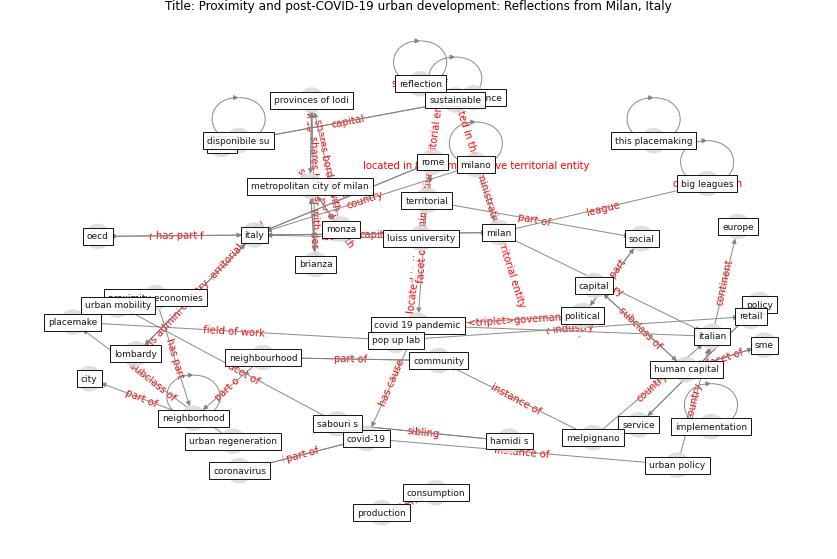 Title: Proximity and post-COVID-19 urban development: Reflections from Milan, Italy
reflection
sustainable
nce
provinces of lodi
capital
disponibile su
this placemaking
located in
ve territorial entity
rome
milano
metropolitan city of milan
big leagues
country
territorial
league
part of
monza
europe
oecd
has part
italy
luiss university
milan
social
brianza
continent
capital
proximity economies
urban mobility
policy
retail
placemake
field of work
covid 19 pandemic
<triplet>
political
industry
subclass of
italian
pop up lab
sme
lombardy
has part
neighbourhood
part of
community
human capital
city
part of
subclass of
has cause
instance of
country
country
neighborhood
sabouri s
service
implementation
urban regeneration
covid-19
sibling
hamidi s
melpignano
coronavirus
part of
instance of
urban policy
consumption
production